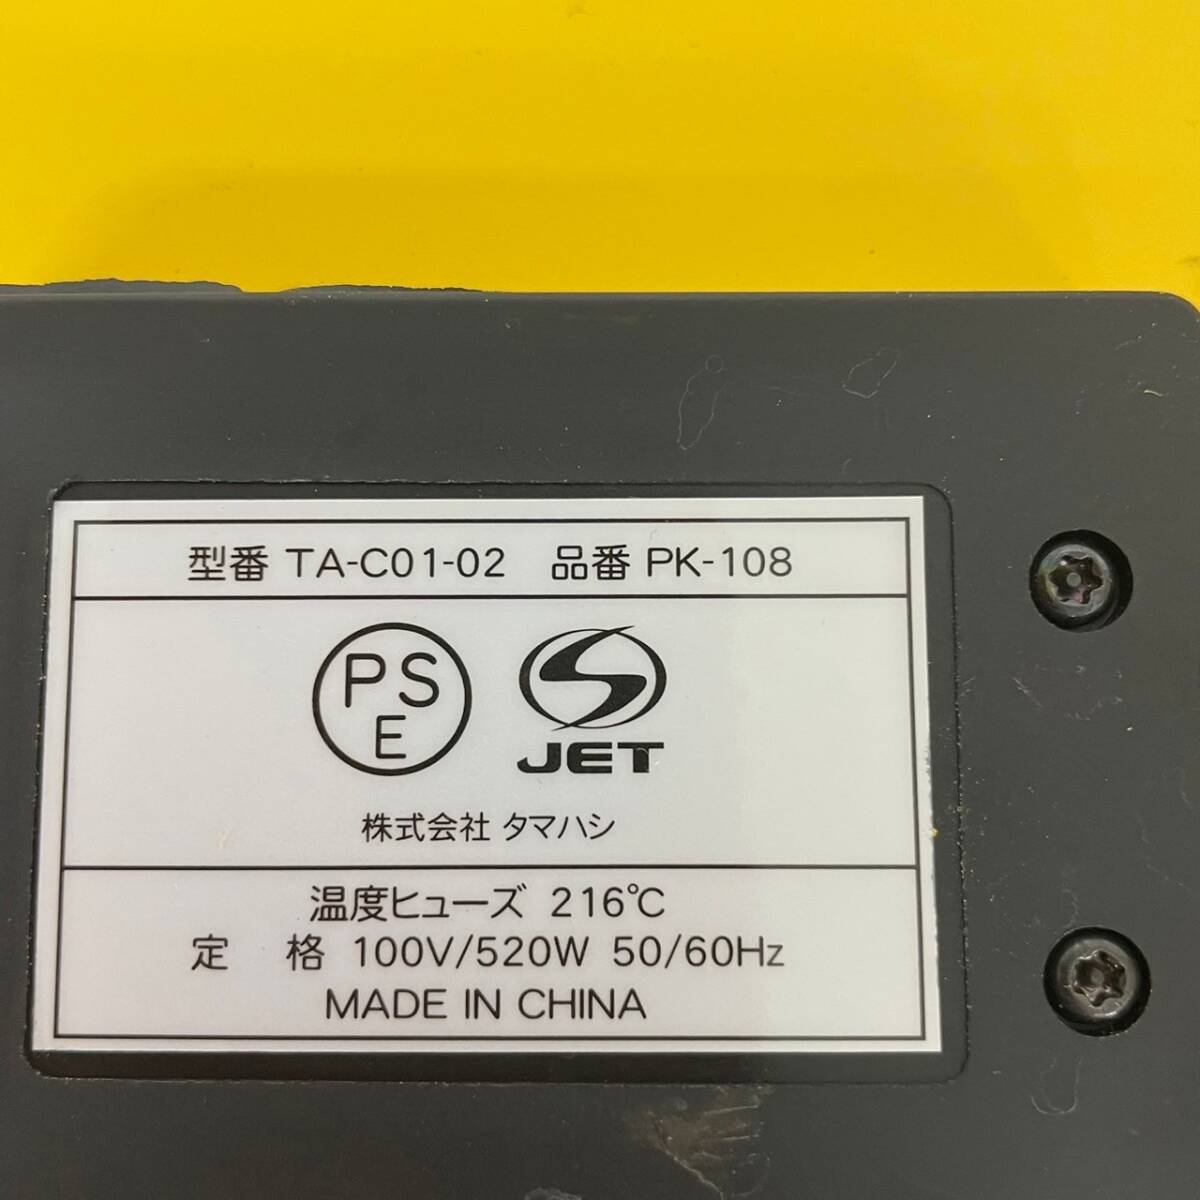 型番 TA-C01-02 品番 PK-108
PS
E
JET
株式会社 タマハシ
温度ヒューズ 216℃
定 格 100V/520W 50/60Hz
MADE IN CHINA